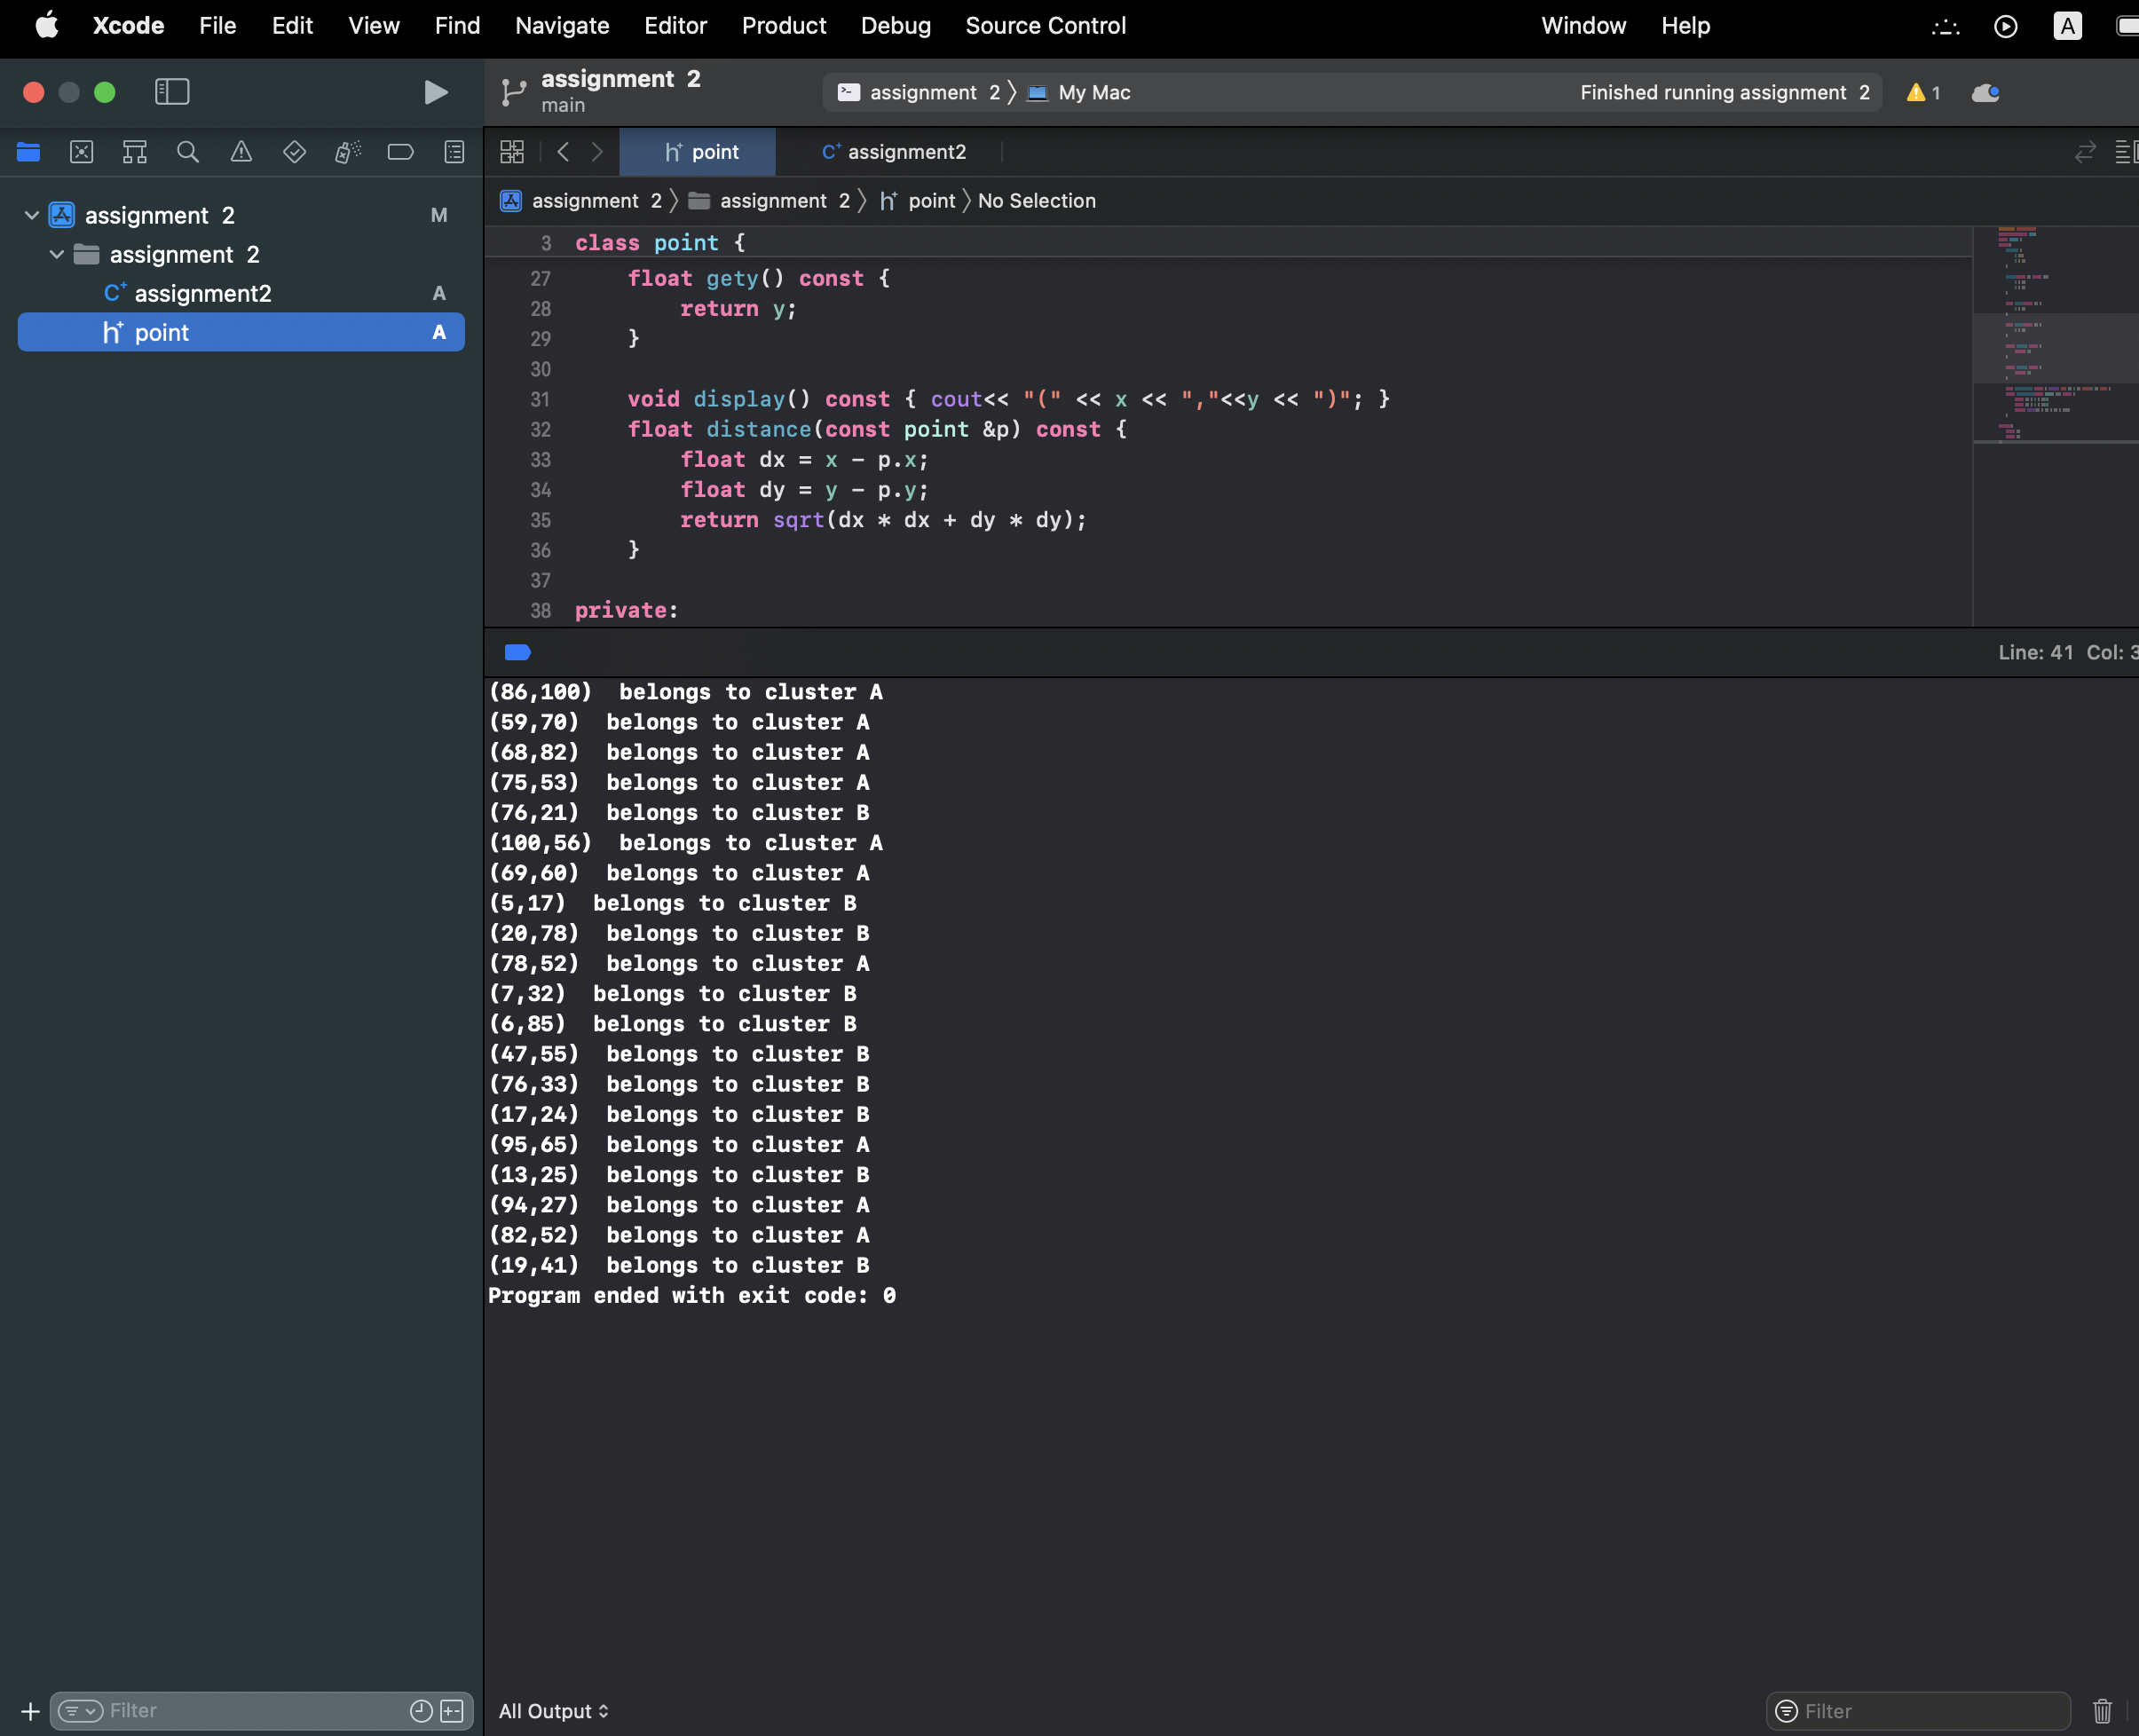 Xcode File Edit View Find Navigate Editor Product Debug Source Control Window Help A
assignment 2
main
assignment 2 My Mac
Finished running assignment 2
1
point
assignment2
assignment 2 M
assignment 2
assignment2 A
point A
assignment 2 assignment 2 point No Selection
3 class point {
27 float gety() const {
28 return y;
29 }
30
31 void display() const { cout<< "(" << x << ","<<y << ")"; }
32 float distance(const point &p) const {
33 float dx = x - p.x;
34 float dy = y - p.y;
35 return sqrt(dx * dx + dy * dy);
36 }
37
38 private:
Line: 41 Col: 3
(86,100)  belongs to cluster A
(59,70)  belongs to cluster A
(68,82)  belongs to cluster A
(75,53)  belongs to cluster A
(76,21)  belongs to cluster B
(100,56)  belongs to cluster A
(69,60)  belongs to cluster A
(5,17)  belongs to cluster B
(20,78)  belongs to cluster B
(78,52)  belongs to cluster A
(7,32)  belongs to cluster B
(6,85)  belongs to cluster B
(47,55)  belongs to cluster B
(76,33)  belongs to cluster B
(17,24)  belongs to cluster B
(95,65)  belongs to cluster A
(13,25)  belongs to cluster B
(94,27)  belongs to cluster A
(82,52)  belongs to cluster A
(19,41)  belongs to cluster B
Program ended with exit code: 0
Filter
All Output
Filter